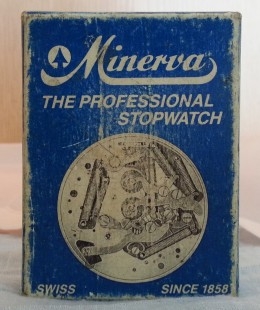 Minerva
THE PROFESSIONAL
STOPWATCH
SWISS
SINCE 1858